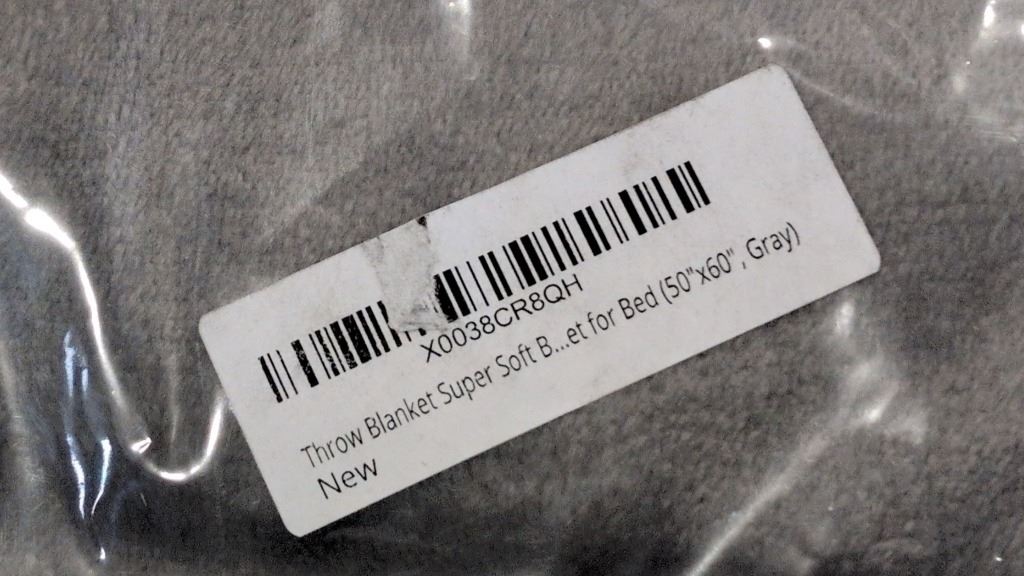 X0038CR8QH
Throw Blanket Super Soft B...et for Bed (50"x60", Gray)
New